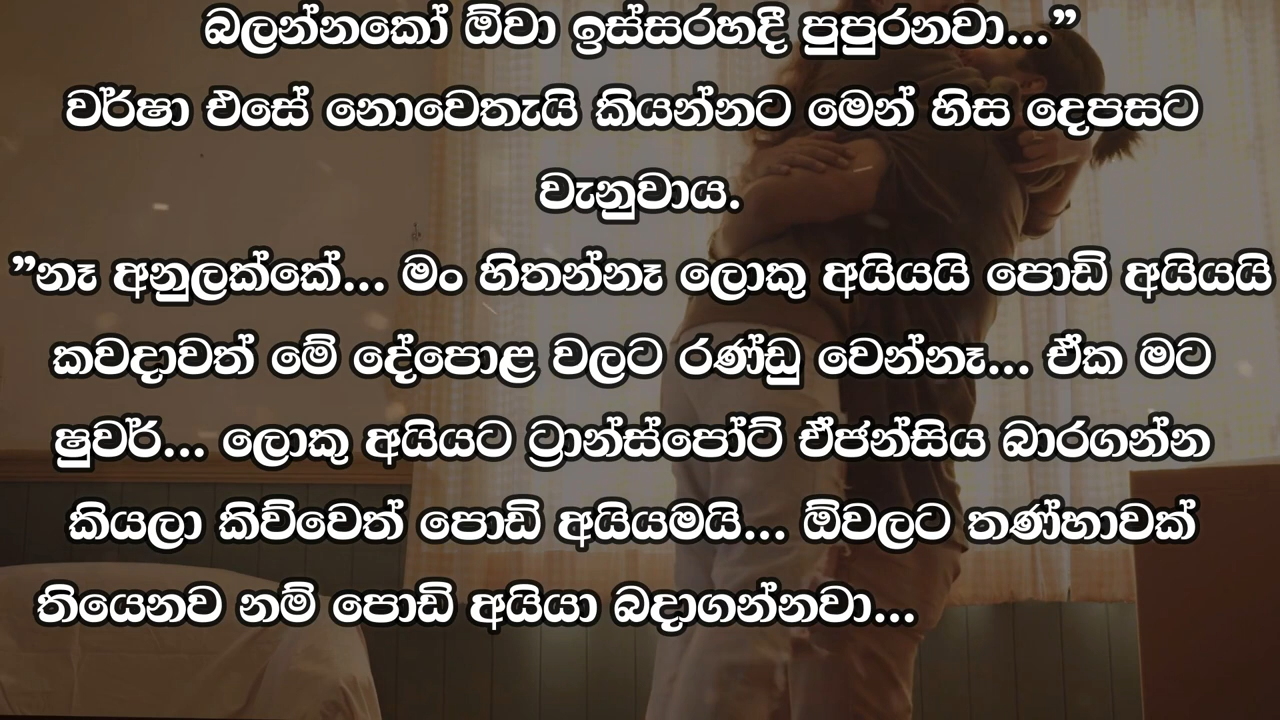 බලන්නකෝ ඕවා ඉස්සරහදී පුපුරනවා...”
වර්ෂා එසේ නොවෙතැයි කියන්නට මෙන් හිස දෙපසට
වැනුවාය.
”නෑ අනුලක්කේ... මං හිතන්නෑ ලොකු අයියයි පොඩි අයියයි
කවදාවත් මේ දේපොළ වලට රණ්ඩු වෙන්නෑ... ඒක මට
ෂුවර්... ලොකු අයියට ට්‍රාන්ස්පෝට් ඒජන්සිය බාරගන්න
කියලා කිව්වෙත් පොඩි අයියමයි... ඕවලට තණ්හාවක්
තියෙනව නම් පොඩි අයියා බදාගන්නවා...